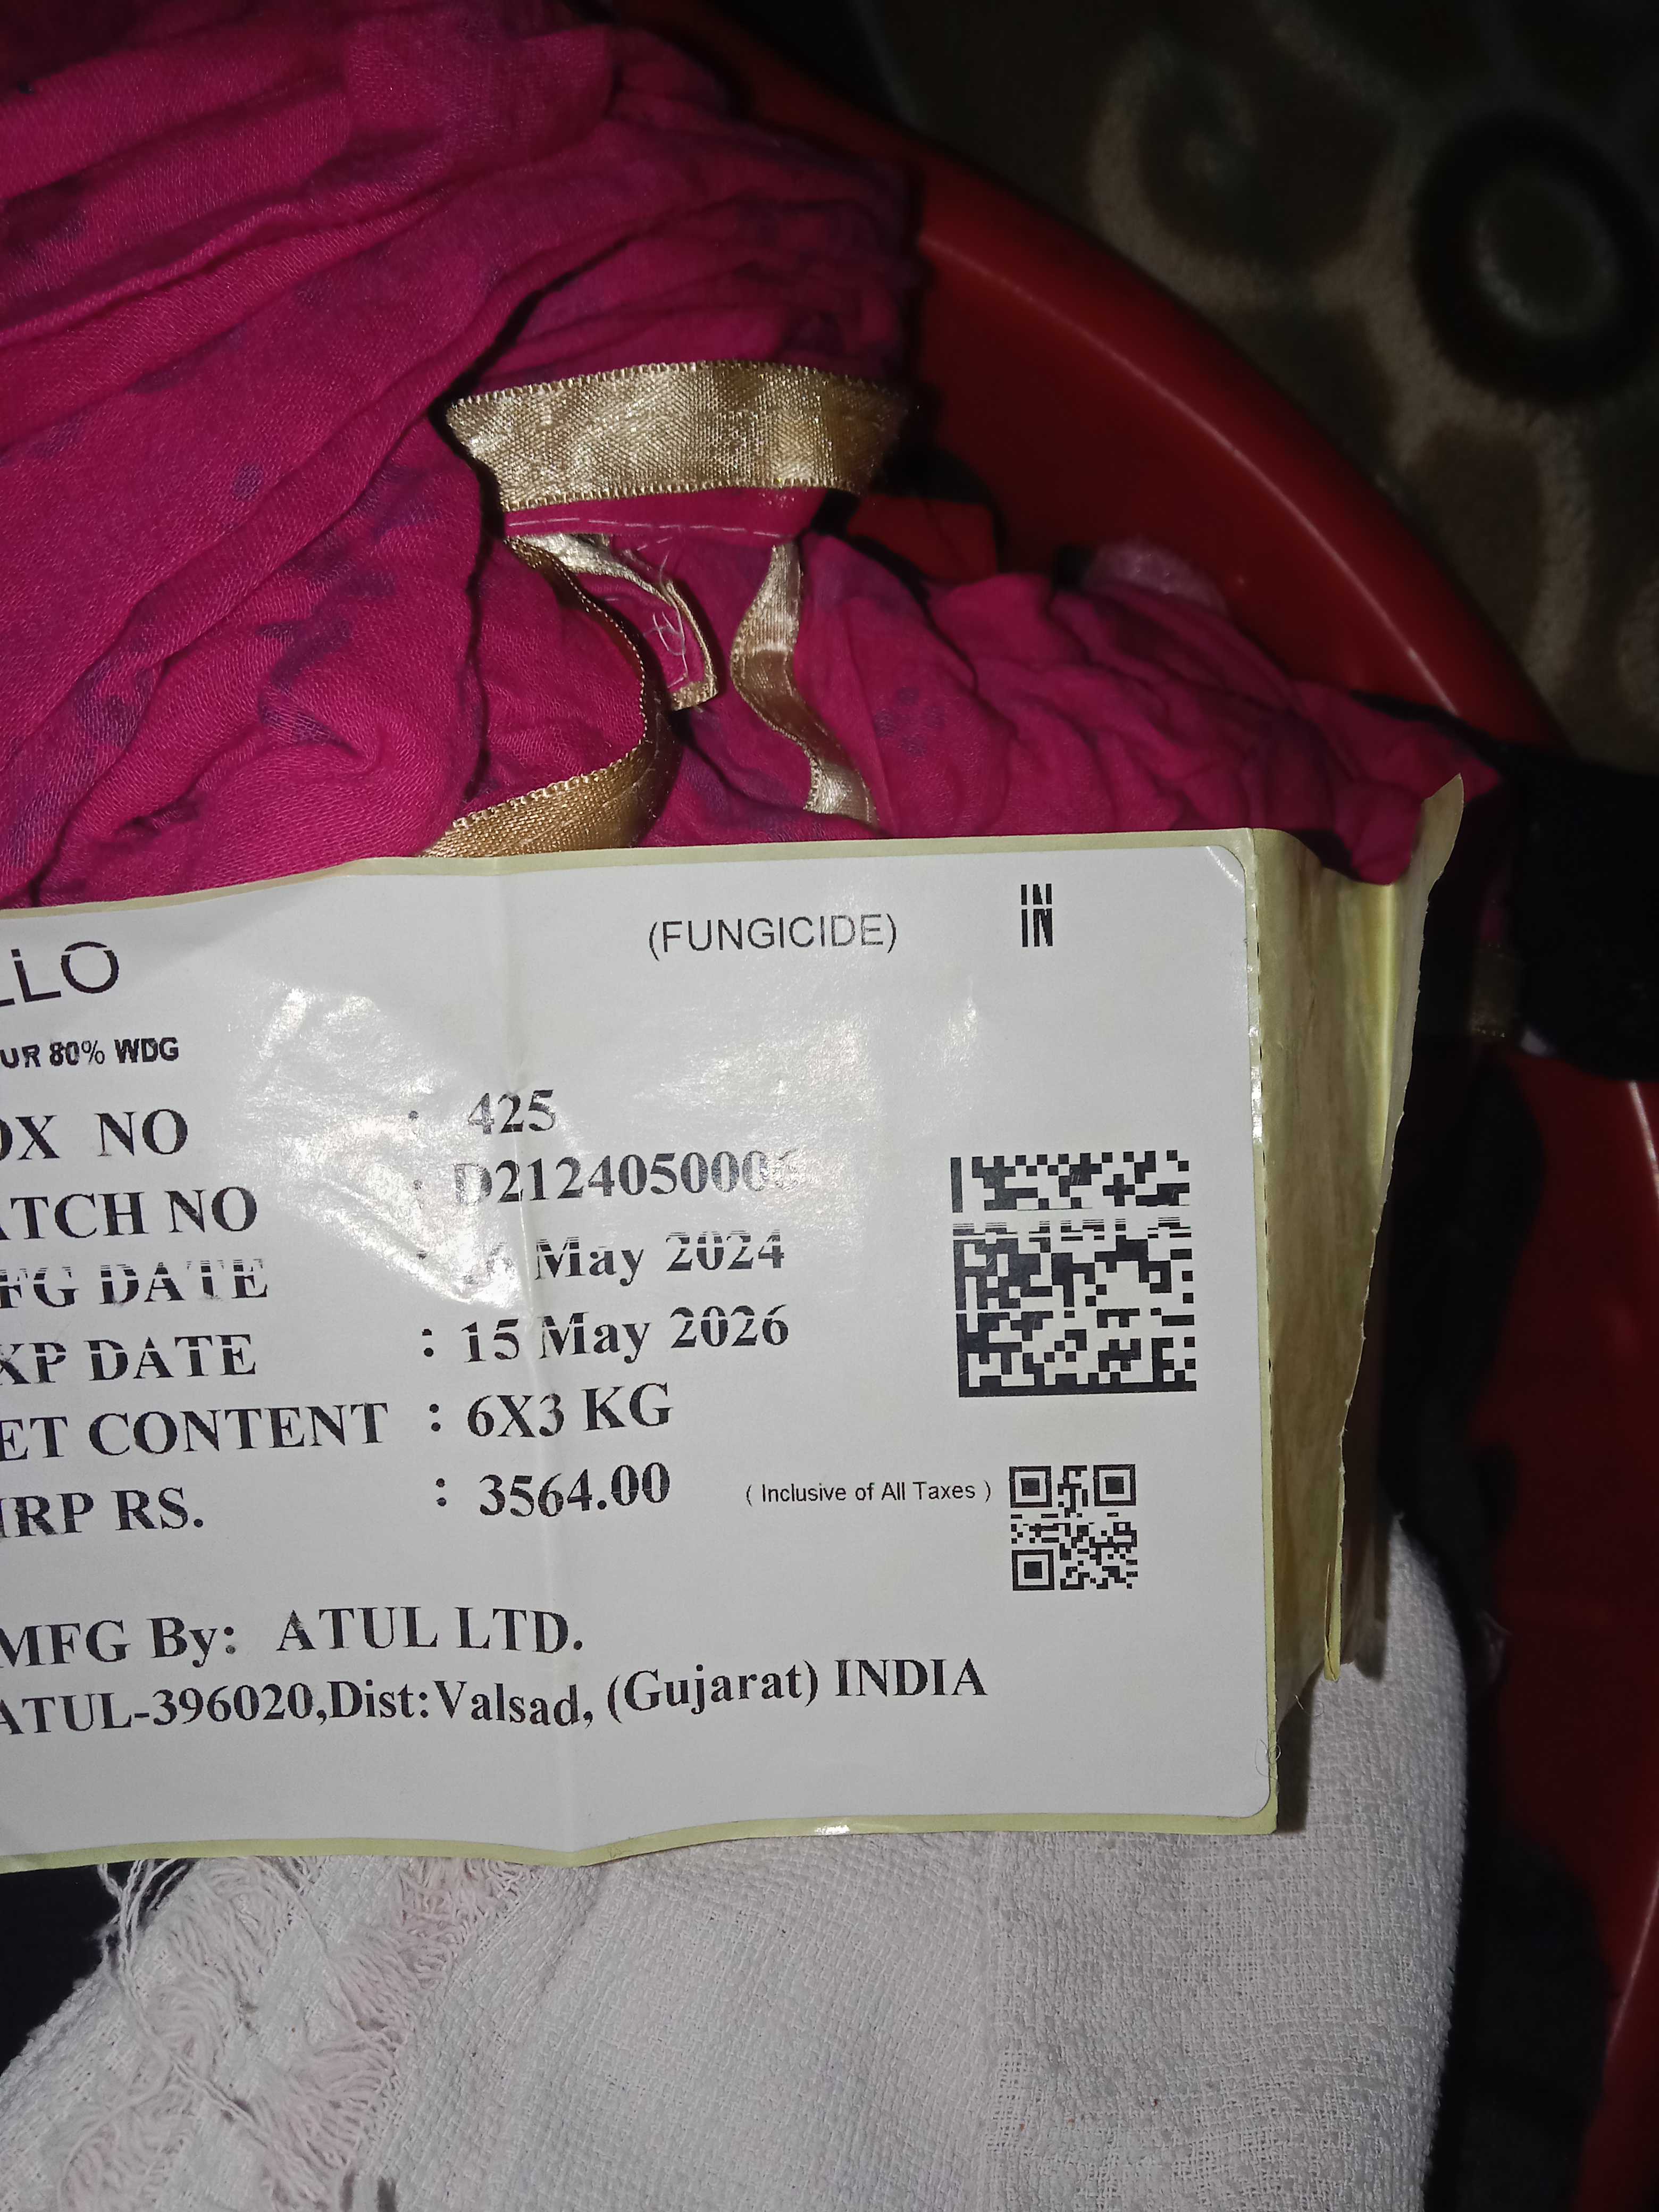 (FUNGICIDE) IN
LLO
UR 80% WDG
OX NO : 425
ATCH NO :
FG DATE : May 2024
XP DATE : 15 May 2026
ET CONTENT : 6X3 KG
MRP RS. : 3564.00 ( Inclusive of All Taxes )
MFG By: ATUL LTD.
ATUL-396020,Dist:Valsad, (Gujarat) INDIA